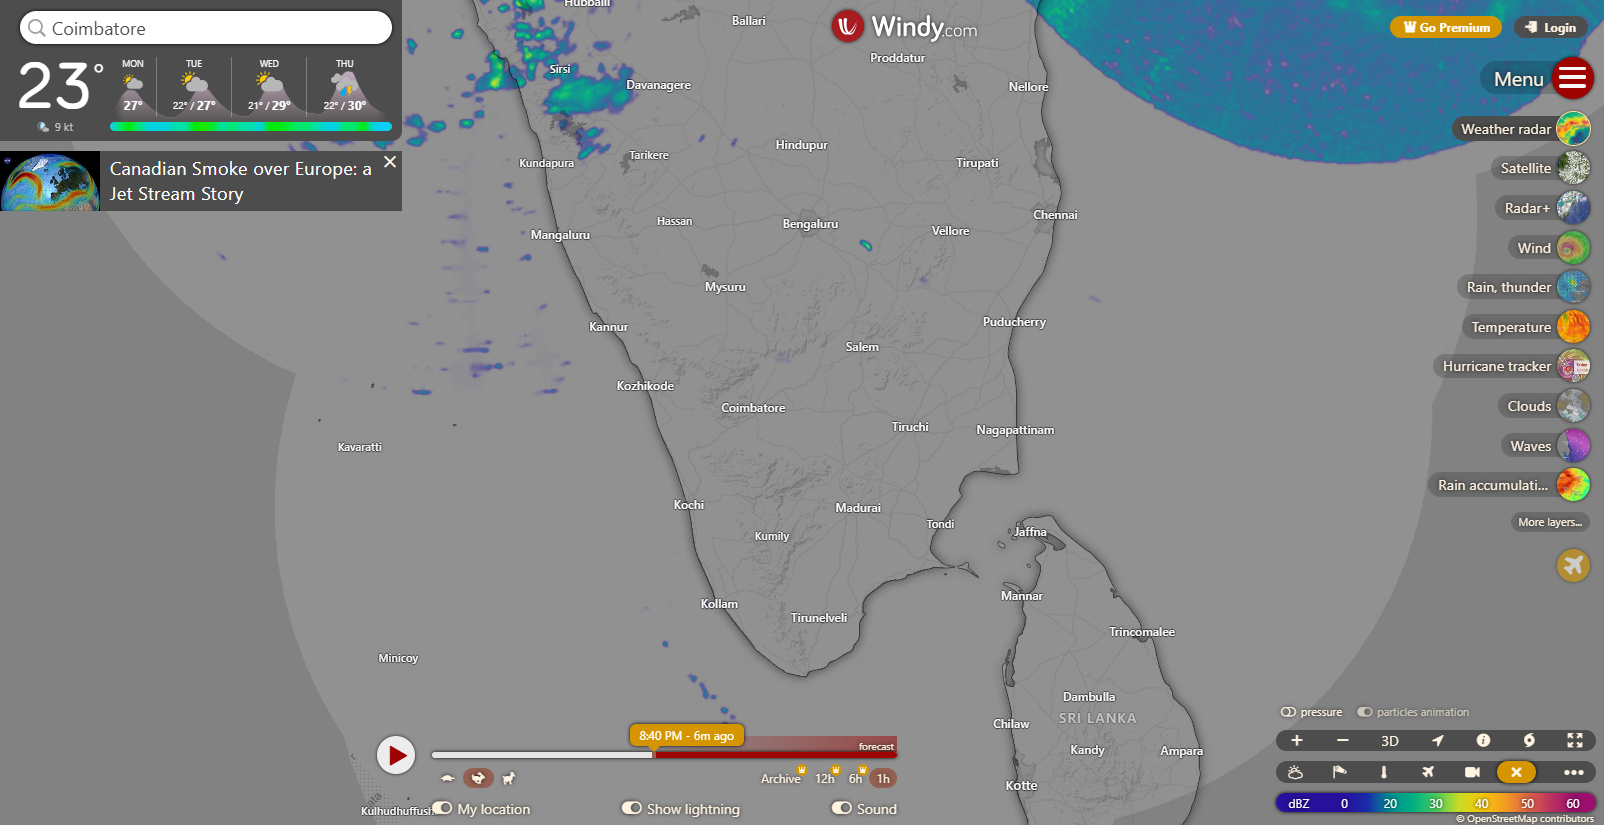 Coimbatore
23°
9 kt
MON
27°
TUE
22° / 27°
WED
21° / 29°
THU
22° / 30°
Canadian Smoke over Europe: a
Jet Stream Story
Windy.com
Go Premium
Login
Menu
Weather radar
Satellite
Radar+
Wind
Rain, thunder
Temperature
Hurricane tracker
Clouds
Waves
Rain accumulati...
More layers...
Hubballi
Ballari
Proddatur
Sirsi
Davanagere
Nellore
Kundapura
Tarikere
Hindupur
Tirupati
Mangaluru
Hassan
Bengaluru
Vellore
Chennai
Mysuru
Kannur
Puducherry
Salem
Kozhikode
Coimbatore
Tiruchi
Nagapattinam
Kavaratti
Kochi
Madurai
Kumily
Tondi
Jaffna
Kollam
Tirunelveli
Mannar
Trincomalee
Minicoy
Dambulla
Chilaw
SRI LANKA
Kandy
Ampara
Kotte
Kulhudhuffushi
8:40 PM - 6m ago
forecast
Archive
12h
6h
1h
My location
Show lightning
Sound
pressure
particles animation
+
−
3D
dBZ 0 20 30 40 50 60
© OpenStreetMap contributors